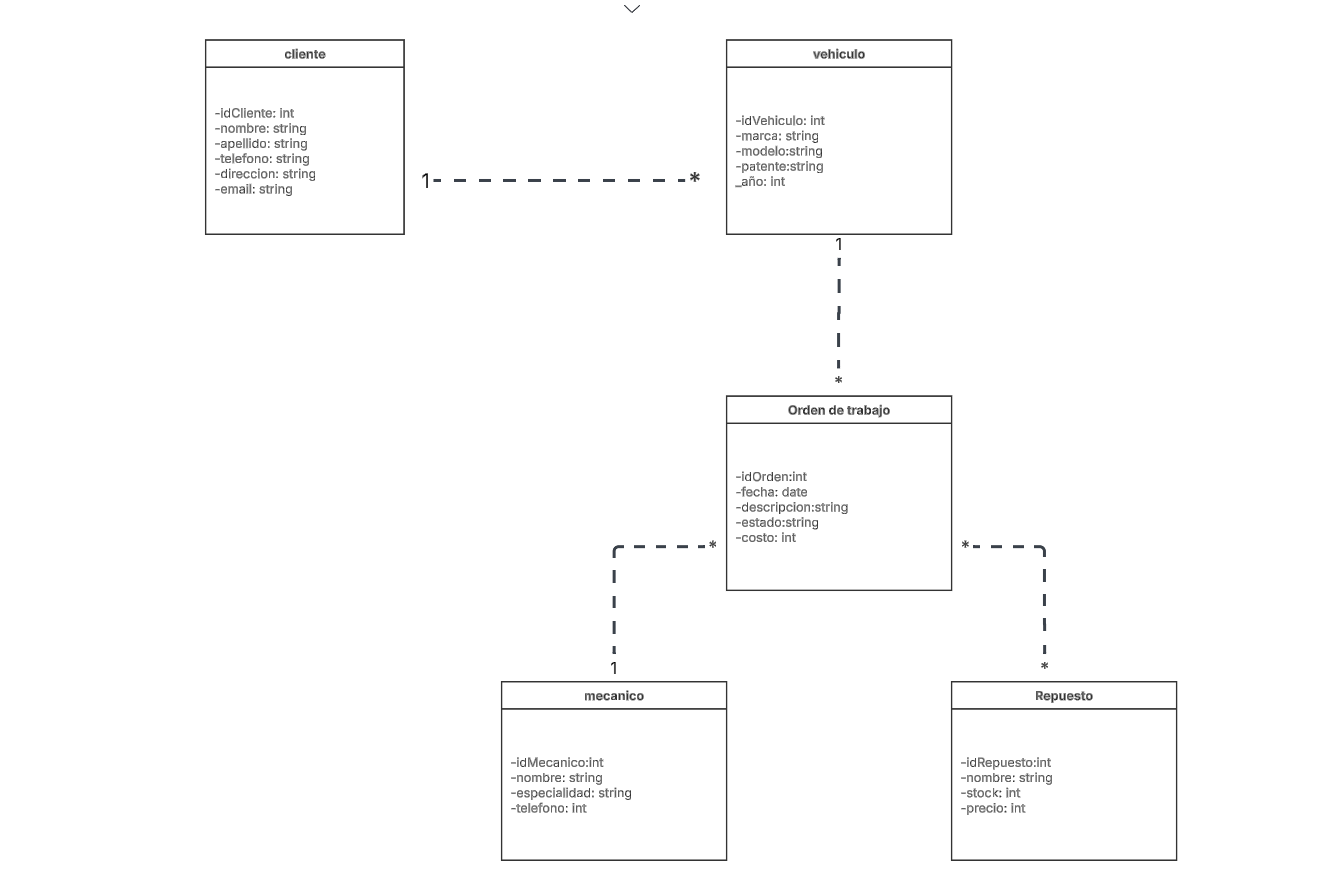 cliente
-idCliente: int
-nombre: string
-apellido: string
-telefono: string
-direccion: string
-email: string
1
*
vehiculo
-idVehiculo: int
-marca: string
-modelo:string
-patente:string
_año: int
1
*
Orden de trabajo
-idOrden:int
-fecha: date
-descripcion:string
-estado:string
-costo: int
*
1
*
*
mecanico
-idMecanico:int
-nombre: string
-especialidad: string
-telefono: int
Repuesto
-idRepuesto:int
-nombre: string
-stock: int
-precio: int